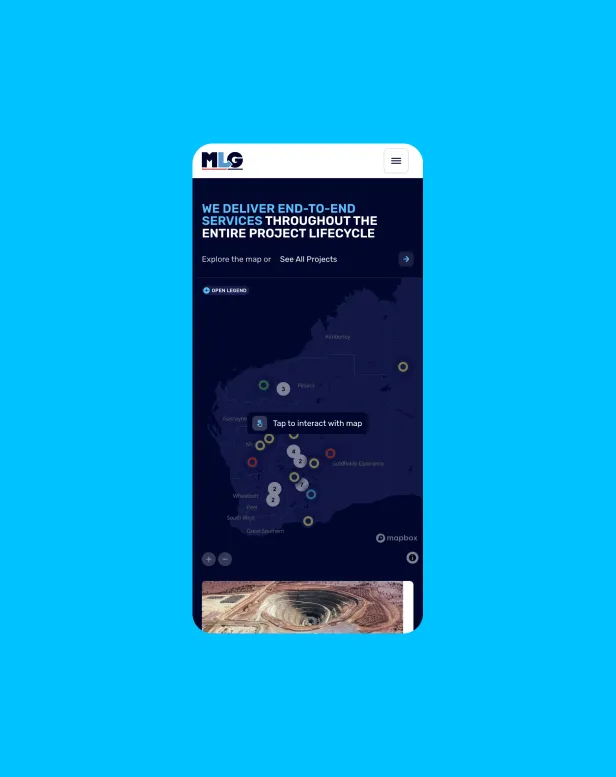 MLG
WE DELIVER END-TO-END
SERVICES THROUGHOUT THE
ENTIRE PROJECT LIFECYCLE
Explore the map or See All Projects
OPEN LEGEND
Kimberley
3
Pilbara
Gascoyne
Tap to interact with map
4
2
Goldfields-Esperance
7
2
Wheatbelt
2
Peel
South West
Great Southern
mapbox